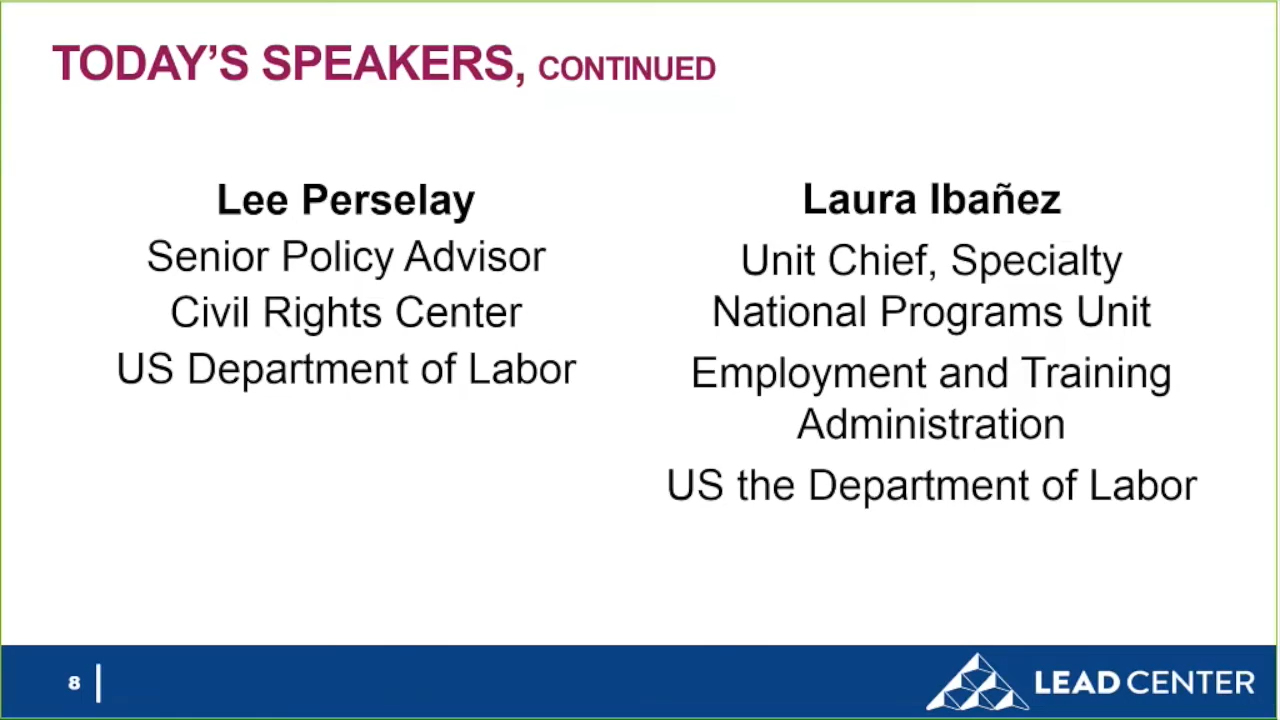 TODAY'S SPEAKERS, CONTINUED
Lee Perselay
Senior Policy Advisor
Civil Rights Center
US Department of Labor
Laura Ibañez
Unit Chief, Specialty
National Programs Unit
Employment and Training
Administration
US the Department of Labor
8
LEAD CENTER